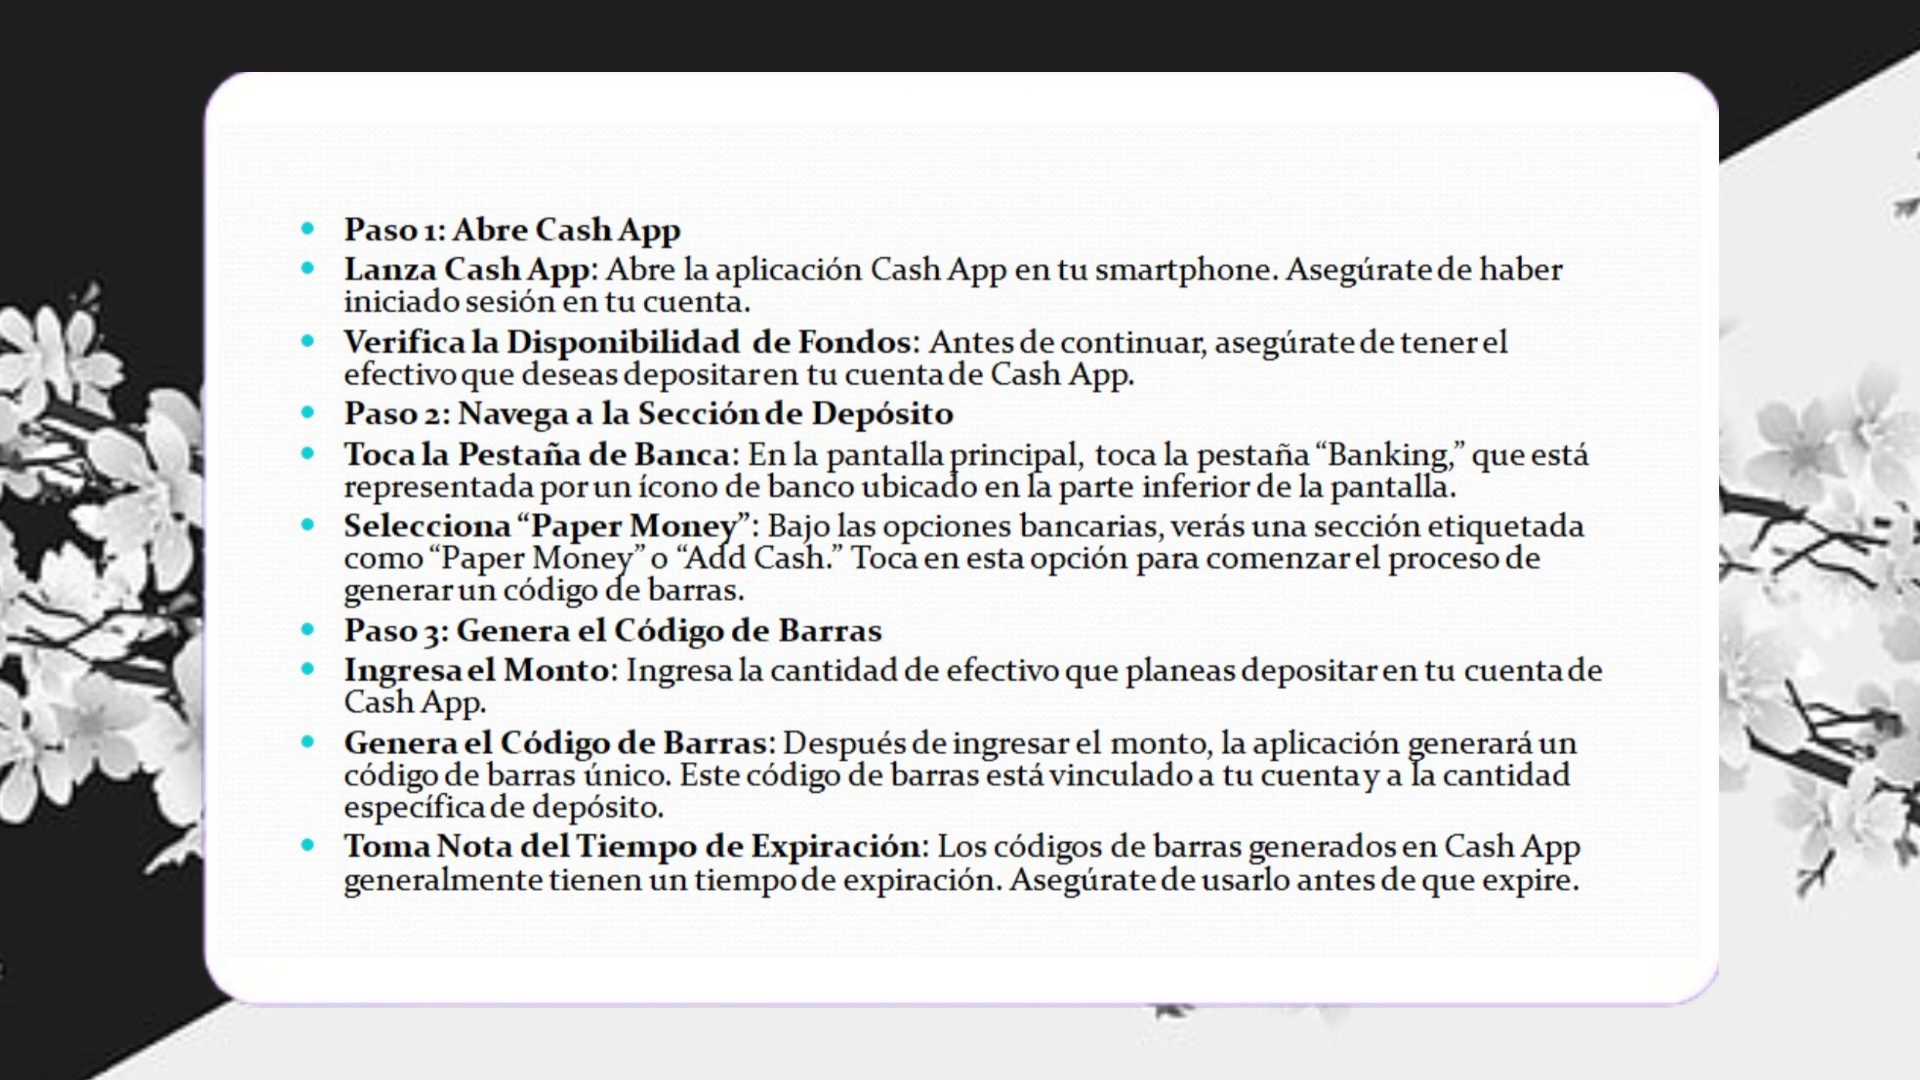 Paso 1: Abre Cash App
Lanza Cash App: Abre la aplicación Cash App en tu smartphone. Asegúrate de haber
iniciado sesión en tu cuenta.
Verifica la Disponibilidad de Fondos: Antes de continuar, asegúrate de tener el
efectivo que deseas depositar en tu cuenta de Cash App.
Paso 2: Navega a la Sección de Depósito
Toca la Pestaña de Banca: En la pantalla principal, toca la pestaña “Banking,” que está
representada por un ícono de banco ubicado en la parte inferior de la pantalla.
Selecciona “Paper Money”: Bajo las opciones bancarias, verás una sección etiquetada
como “Paper Money” o “Add Cash.” Toca en esta opción para comenzar el proceso de
generar un código de barras.
Paso 3: Genera el Código de Barras
Ingresa el Monto: Ingresa la cantidad de efectivo que planeas depositar en tu cuenta de
Cash App.
Genera el Código de Barras: Después de ingresar el monto, la aplicación generará un
código de barras único. Este código de barras está vinculado a tu cuenta y a la cantidad
específica de depósito.
Toma Nota del Tiempo de Expiración: Los códigos de barras generados en Cash App
generalmente tienen un tiempo de expiración. Asegúrate de usarlo antes de que expire.